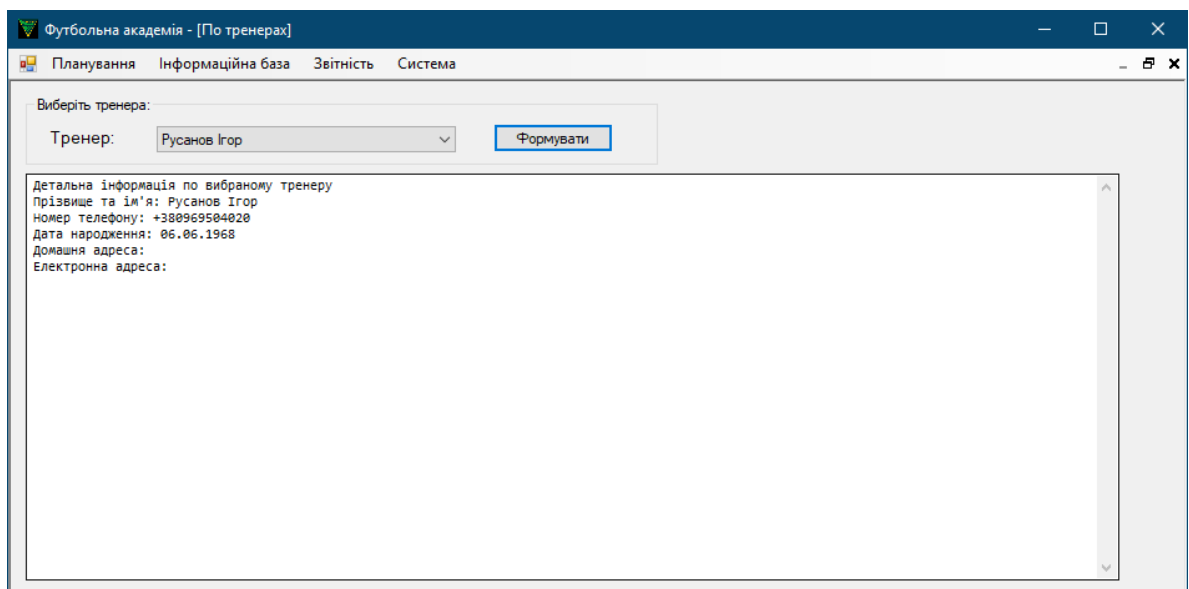 Футбольна академія - [По тренерах]
Планування Інформаційна база Звітність Система
Виберіть тренера:
Тренер: Русанов Ігор Формувати
Детальна інформація по вибраному тренеру
Прізвище та ім'я: Русанов Ігор
Номер телефону: +380969504020
Дата народження: 06.06.1968
Домашня адреса:
Електронна адреса: